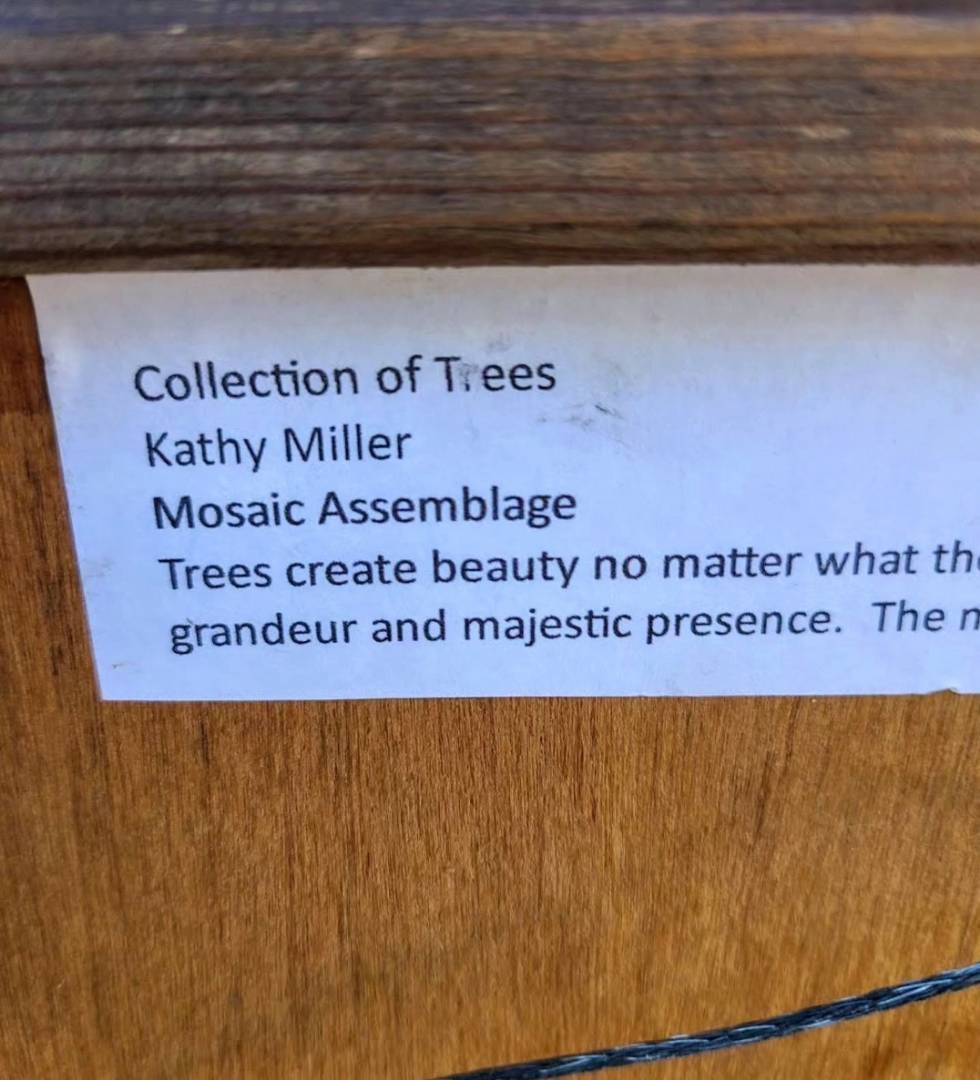 Collection of Trees
Kathy Miller
Mosaic Assemblage
Trees create beauty no matter what
grandeur and majestic presence. The